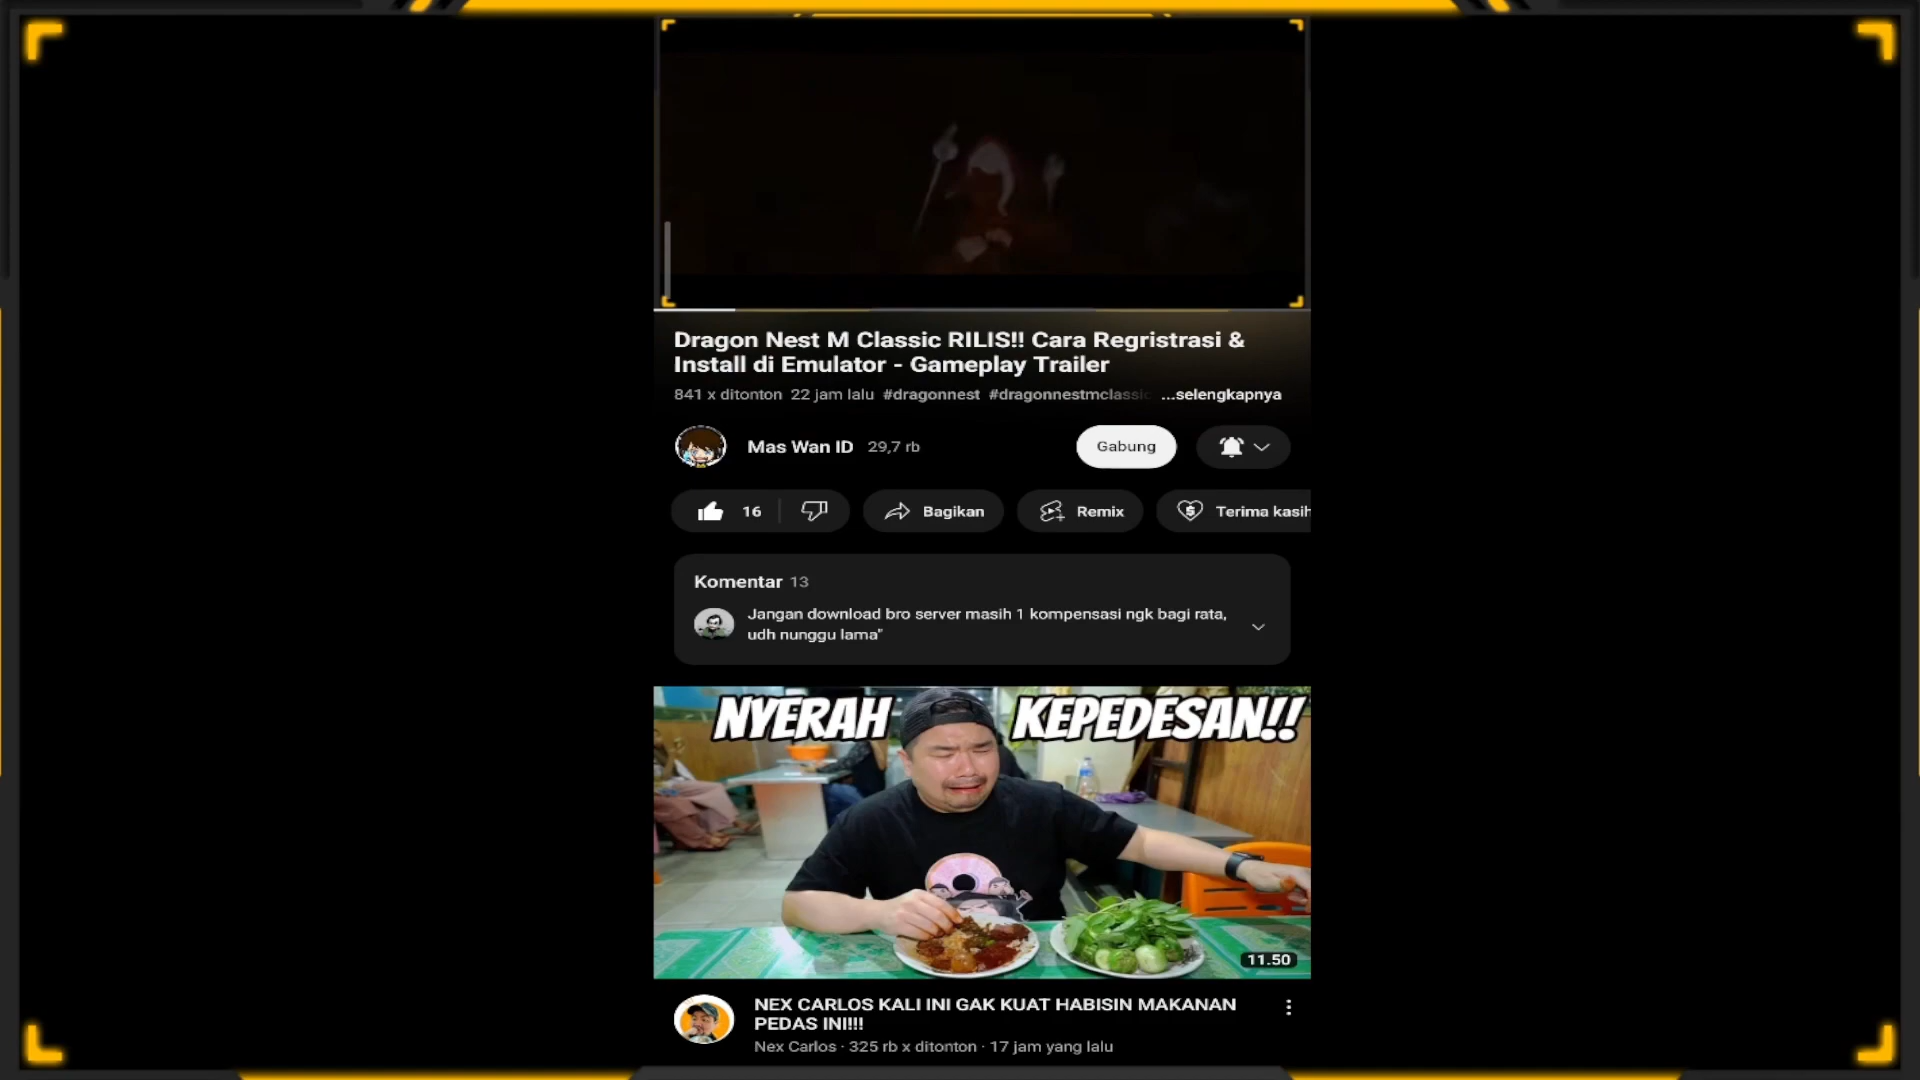 Dragon Nest M Classic RILIS!! Cara Regristrasi &
Install di Emulator - Gameplay Trailer
841 x ditonton 22 jam lalu #dragonnest #dragonnestmclassic ...selengkapnya
Mas Wan ID 29,7 rb
Gabung
16
Bagikan
Remix
Terima kasih
Komentar 13
Jangan download bro server masih 1 kompensasi ngk bagi rata,
udh nunggu lama"
NYERAH KEPEDESAN!!
11.50
NEX CARLOS KALI INI GAK KUAT HABISIN MAKANAN
PEDAS INI!!!
Nex Carlos · 325 rb x ditonton · 17 jam yang lalu